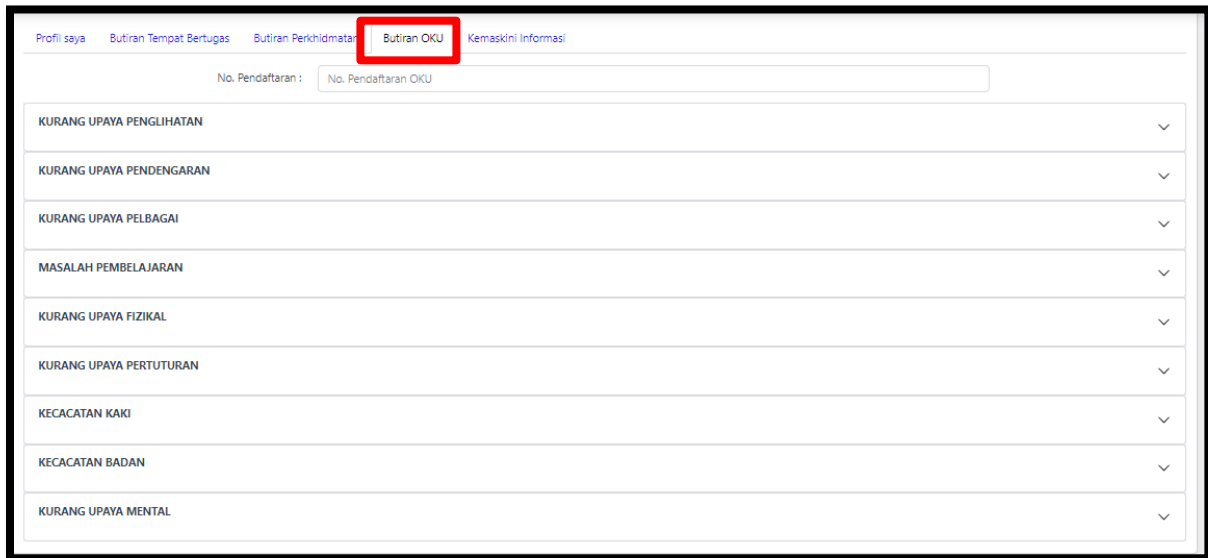 Profil saya Butiran Tempat Bertugas Butiran Perkhidmatan Butiran OKU Kemaskini Informasi
No. Pendaftaran : No. Pendaftaran OKU
KURANG UPAYA PENGLIHATAN
KURANG UPAYA PENDENGARAN
KURANG UPAYA PELBAGAI
MASALAH PEMBELAJARAN
KURANG UPAYA FIZIKAL
KURANG UPAYA PERTUTURAN
KECACATAN KAKI
KECACATAN BADAN
KURANG UPAYA MENTAL